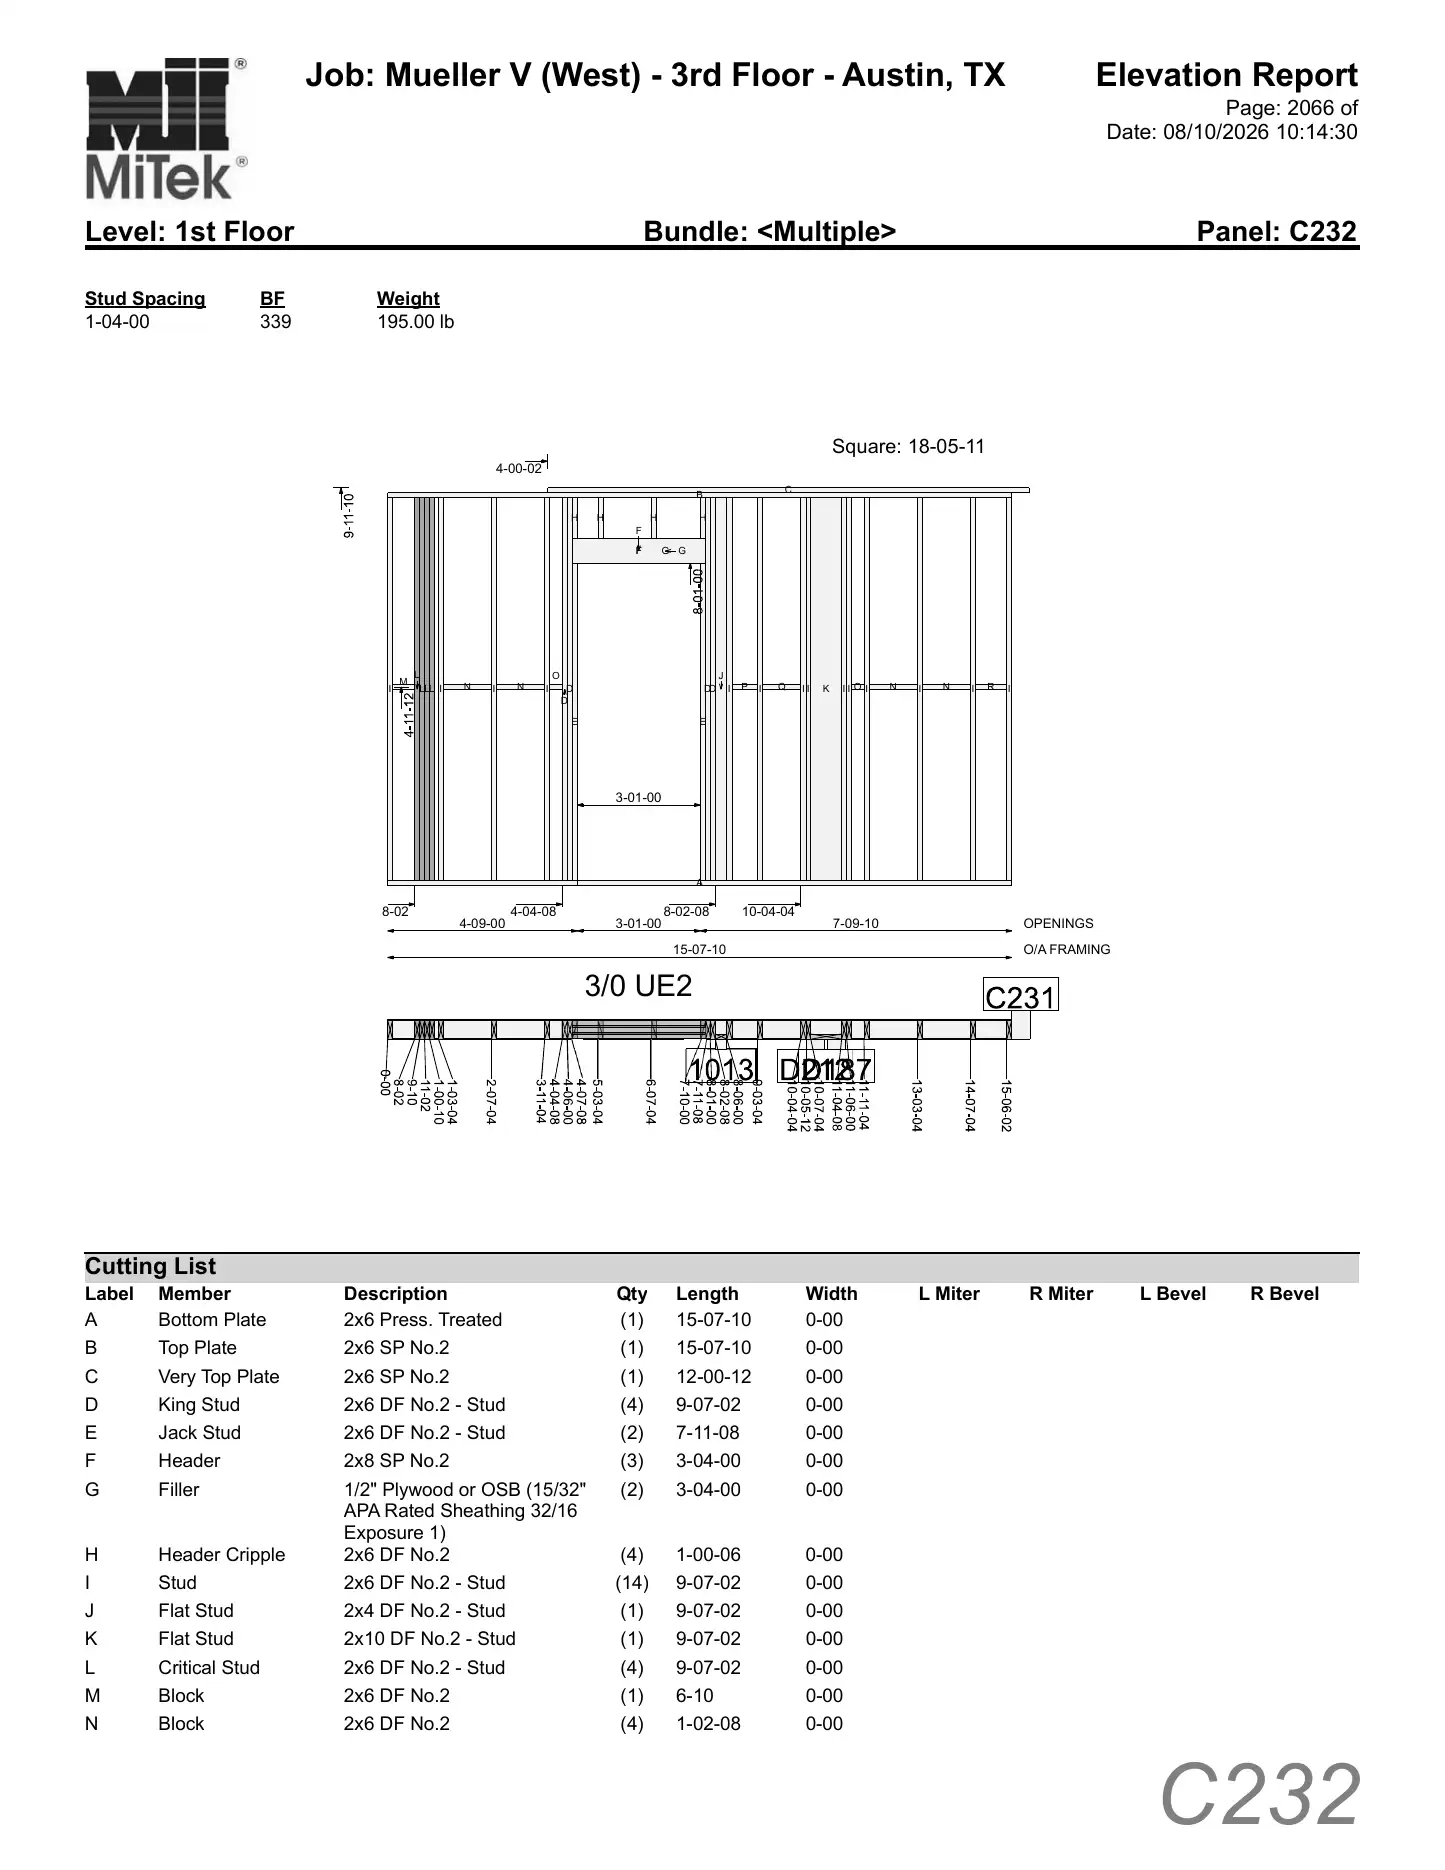 Job: Mueller V (West) - 3rd Floor - Austin, TX
Elevation Report
Page: 2066 of
Date: 08/10/2026 10:14:30
MiTek®
Level: 1st Floor Bundle: <Multiple> Panel: C232
Stud Spacing BF Weight
1-04-00 339 195.00 lb
Square: 18-05-11
4-00-02
C
B
9-11-10
H H H H
F
F G G
8-01-00
I M L L L L I N I N I O D D E E D D J I P I Q I I K I I O I N I N I R I
4-11-12
3-01-00
A
8-02 4-04-08 8-02-08 10-04-04
4-09-00 3-01-00 7-09-10 OPENINGS
15-07-10 O/A FRAMING
3/0 UE2
C231
1013
0-00 8-02 9-10 11-02 1-00-10 1-03-04 2-07-04 3-11-04 4-04-08 4-06-00 4-07-08 5-03-04 6-07-04 7-10-00 7-11-08 8-01-00 8-02-08 8-06-00 9-03-04 10-04-04 10-05-12 10-07-04 11-04-08 11-06-00 11-11-04 13-03-04 14-07-04 15-06-02
Cutting List
Label Member Description Qty Length Width L Miter R Miter L Bevel R Bevel
A Bottom Plate 2x6 Press. Treated (1) 15-07-10 0-00
B Top Plate 2x6 SP No.2 (1) 15-07-10 0-00
C Very Top Plate 2x6 SP No.2 (1) 12-00-12 0-00
D King Stud 2x6 DF No.2 - Stud (4) 9-07-02 0-00
E Jack Stud 2x6 DF No.2 - Stud (2) 7-11-08 0-00
F Header 2x8 SP No.2 (3) 3-04-00 0-00
G Filler 1/2" Plywood or OSB (15/32" (2) 3-04-00 0-00
APA Rated Sheathing 32/16
Exposure 1)
H Header Cripple 2x6 DF No.2 (4) 1-00-06 0-00
I Stud 2x6 DF No.2 - Stud (14) 9-07-02 0-00
J Flat Stud 2x4 DF No.2 - Stud (1) 9-07-02 0-00
K Flat Stud 2x10 DF No.2 - Stud (1) 9-07-02 0-00
L Critical Stud 2x6 DF No.2 - Stud (4) 9-07-02 0-00
M Block 2x6 DF No.2 (1) 6-10 0-00
N Block 2x6 DF No.2 (4) 1-02-08 0-00
C232